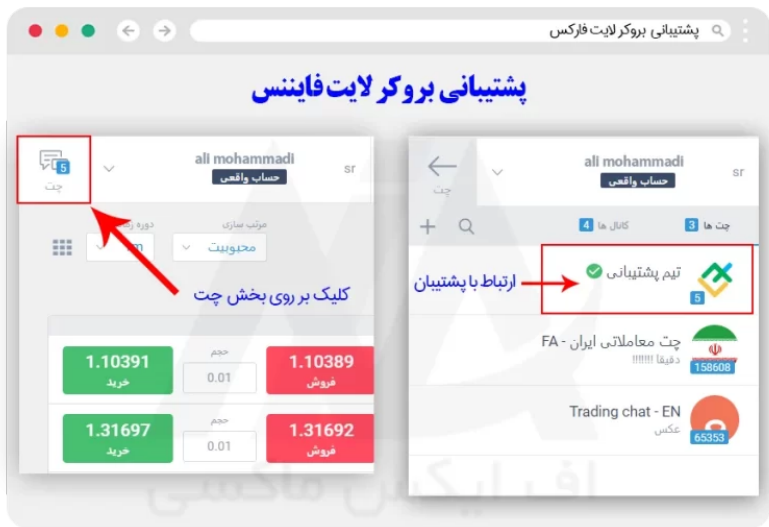 پشتیبانی بروکر لایت فارکس
پشتیبانی بروکر لایت فایننس
ali mohammadi
حساب واقعی
sr
5
چت
مرتب سازی
محبوبیت
دوره
کلیک بر روی بخش چت
1.10391
خرید
حجم
0.01
1.10389
فروش
1.31697
خرید
حجم
0.01
1.31692
فروش
ali mohammadi
حساب واقعی
sr
چت
چت ها 3
کانال ها 4
تیم پشتیبانی
5
ارتباط با پشتیبان
چت معاملاتی ایران - FA
دقیقا !!!!!!!
158608
Trading chat - EN
عکس
65353
اف ایکس ماکسی